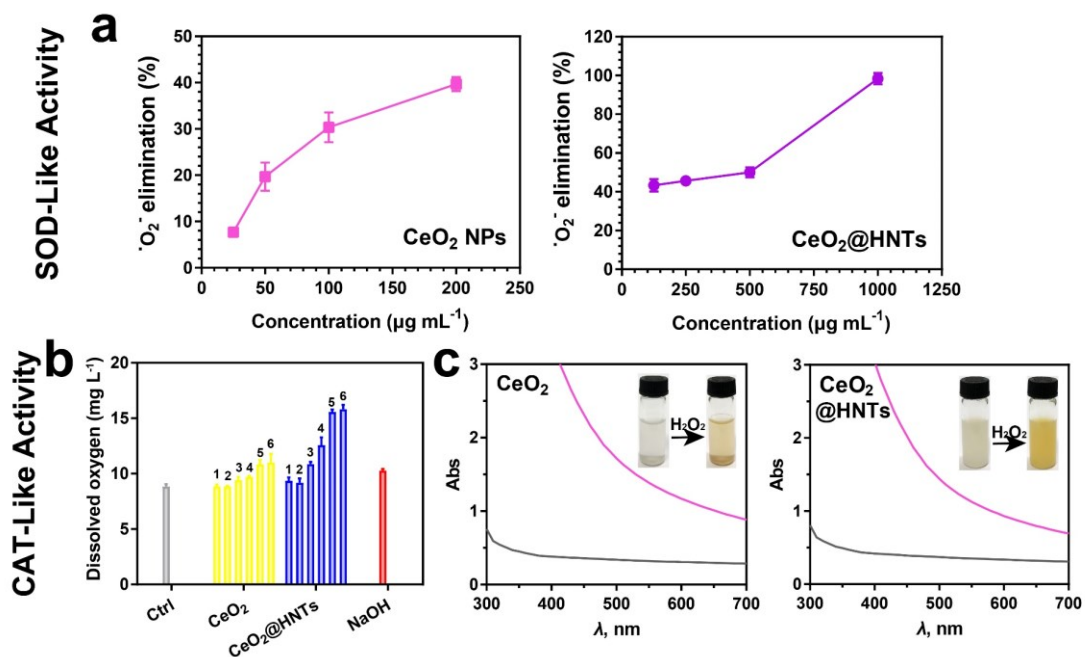 a
SOD-Like Activity
50
40
30
20
10
0
˙O₂⁻ elimination (%)
CeO₂ NPs
0 50 100 150 200 250
Concentration (µg mL⁻¹)
120
100
80
60
40
20
0
˙O₂⁻ elimination (%)
CeO₂@HNTs
0 250 500 750 1000 1250
Concentration (µg mL⁻¹)
b
CAT-Like Activity
20
15
10
5
0
Dissolved oxygen (mg L⁻¹)
1 2 3 4 5 6
1 2 3 4 5 6
Ctrl
CeO₂
CeO₂@HNTs
NaOH
c
3
2
1
0
Abs
CeO₂
H₂O₂
300 400 500 600 700
λ, nm
3
2
1
0
Abs
CeO₂
@HNTs
H₂O₂
300 400 500 600 700
λ, nm